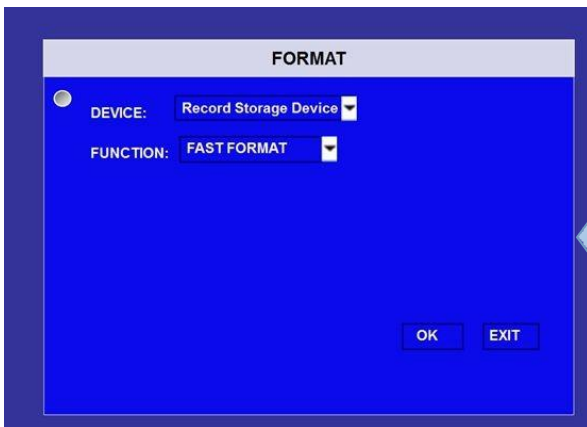 FORMAT
DEVICE: Record Storage Device
FUNCTION: FAST FORMAT
OK EXIT